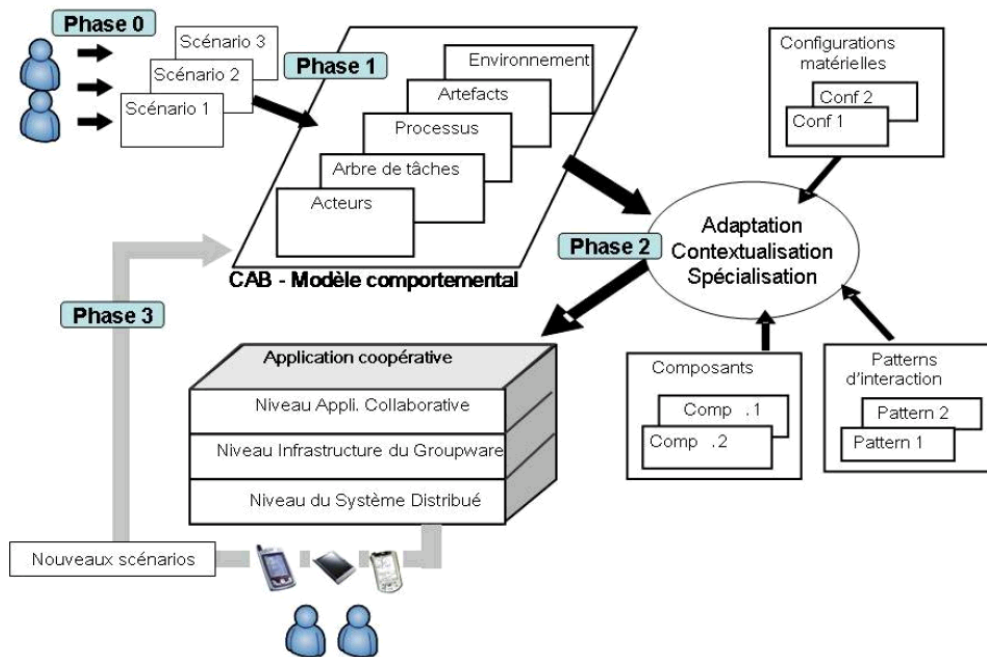 Phase 0
Scénario 3
Scénario 2
Scénario 1
Phase 1
Environnement
Artefacts
Processus
Arbre de tâches
Acteurs
CAB - Modèle comportemental
Configurations
matérielles
Conf 2
Conf 1
Phase 2
Adaptation
Contextualisation
Spécialisation
Phase 3
Application coopérative
Niveau Appli. Collaborative
Niveau Infrastructure du Groupware
Niveau du Système Distribué
Composants
Comp .1
Comp .2
Patterns
d'interaction
Pattern 2
Pattern 1
Nouveaux scénarios